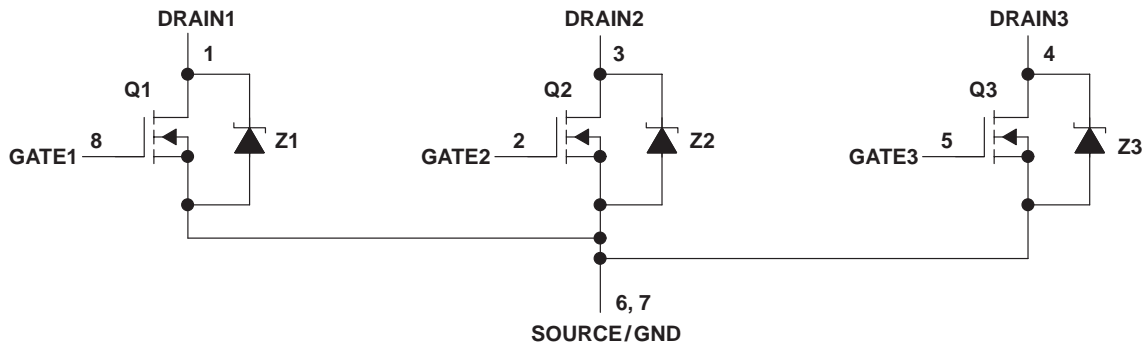 DRAIN1
DRAIN2
DRAIN3
1
3
4
Q1
Q2
Q3
8
Z1
2
Z2
5
Z3
GATE1
GATE2
GATE3
6, 7
SOURCE/GND